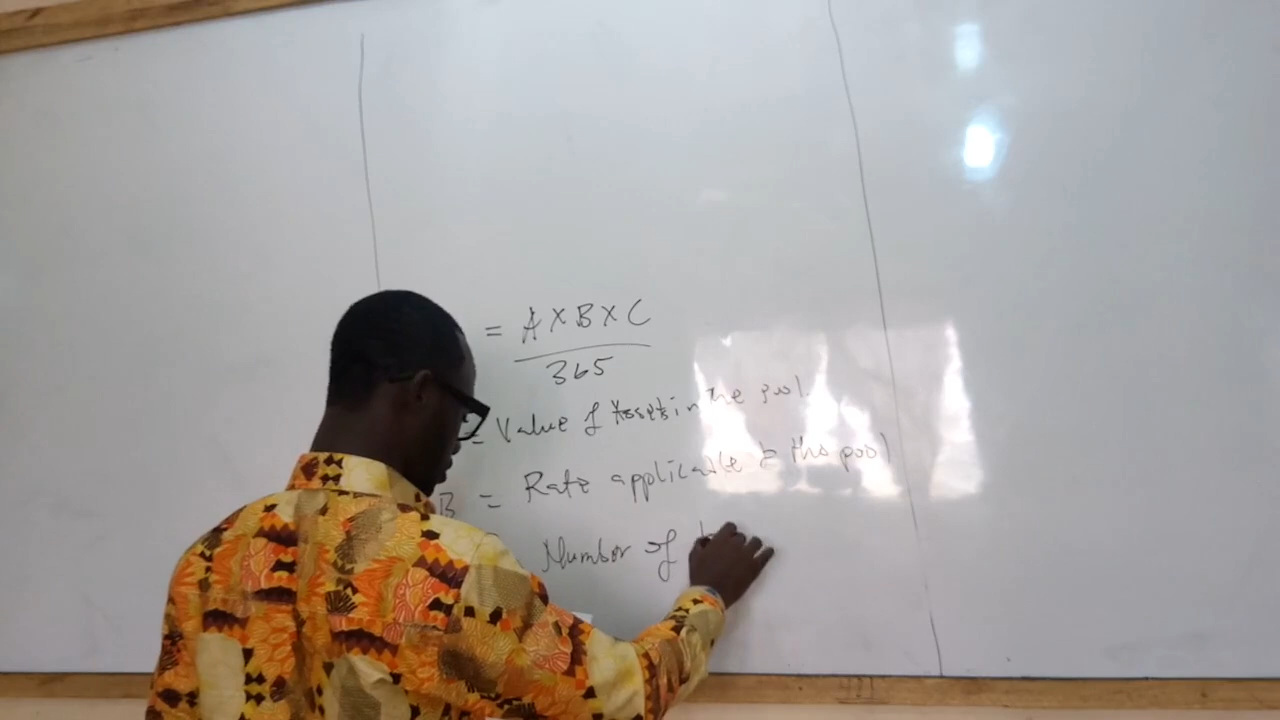 = A X B X C
365
= Value of Assets in the pool.
B = Rate applicable to the pool
Number of